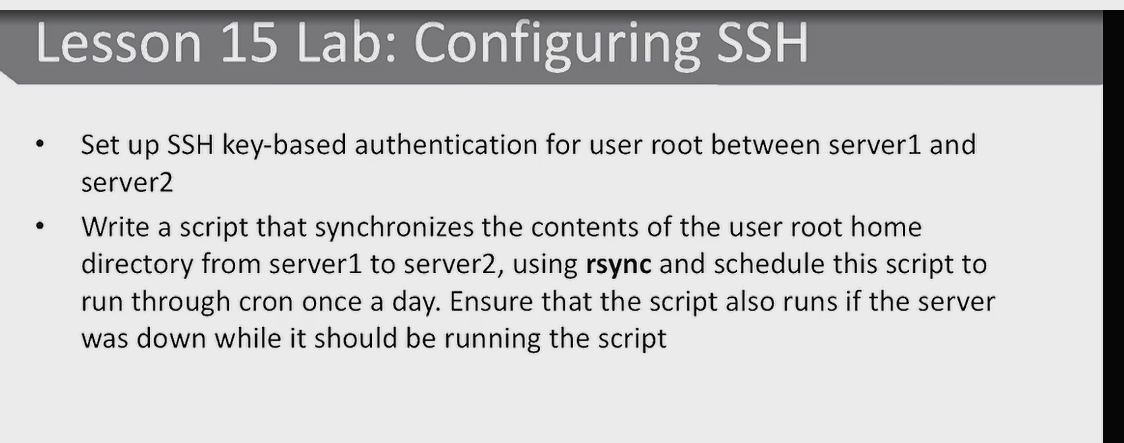 Lesson 15 Lab: Configuring SSH
• Set up SSH key-based authentication for user root between server1 and
server2
• Write a script that synchronizes the contents of the user root home
directory from server1 to server2, using rsync and schedule this script to
run through cron once a day. Ensure that the script also runs if the server
was down while it should be running the script